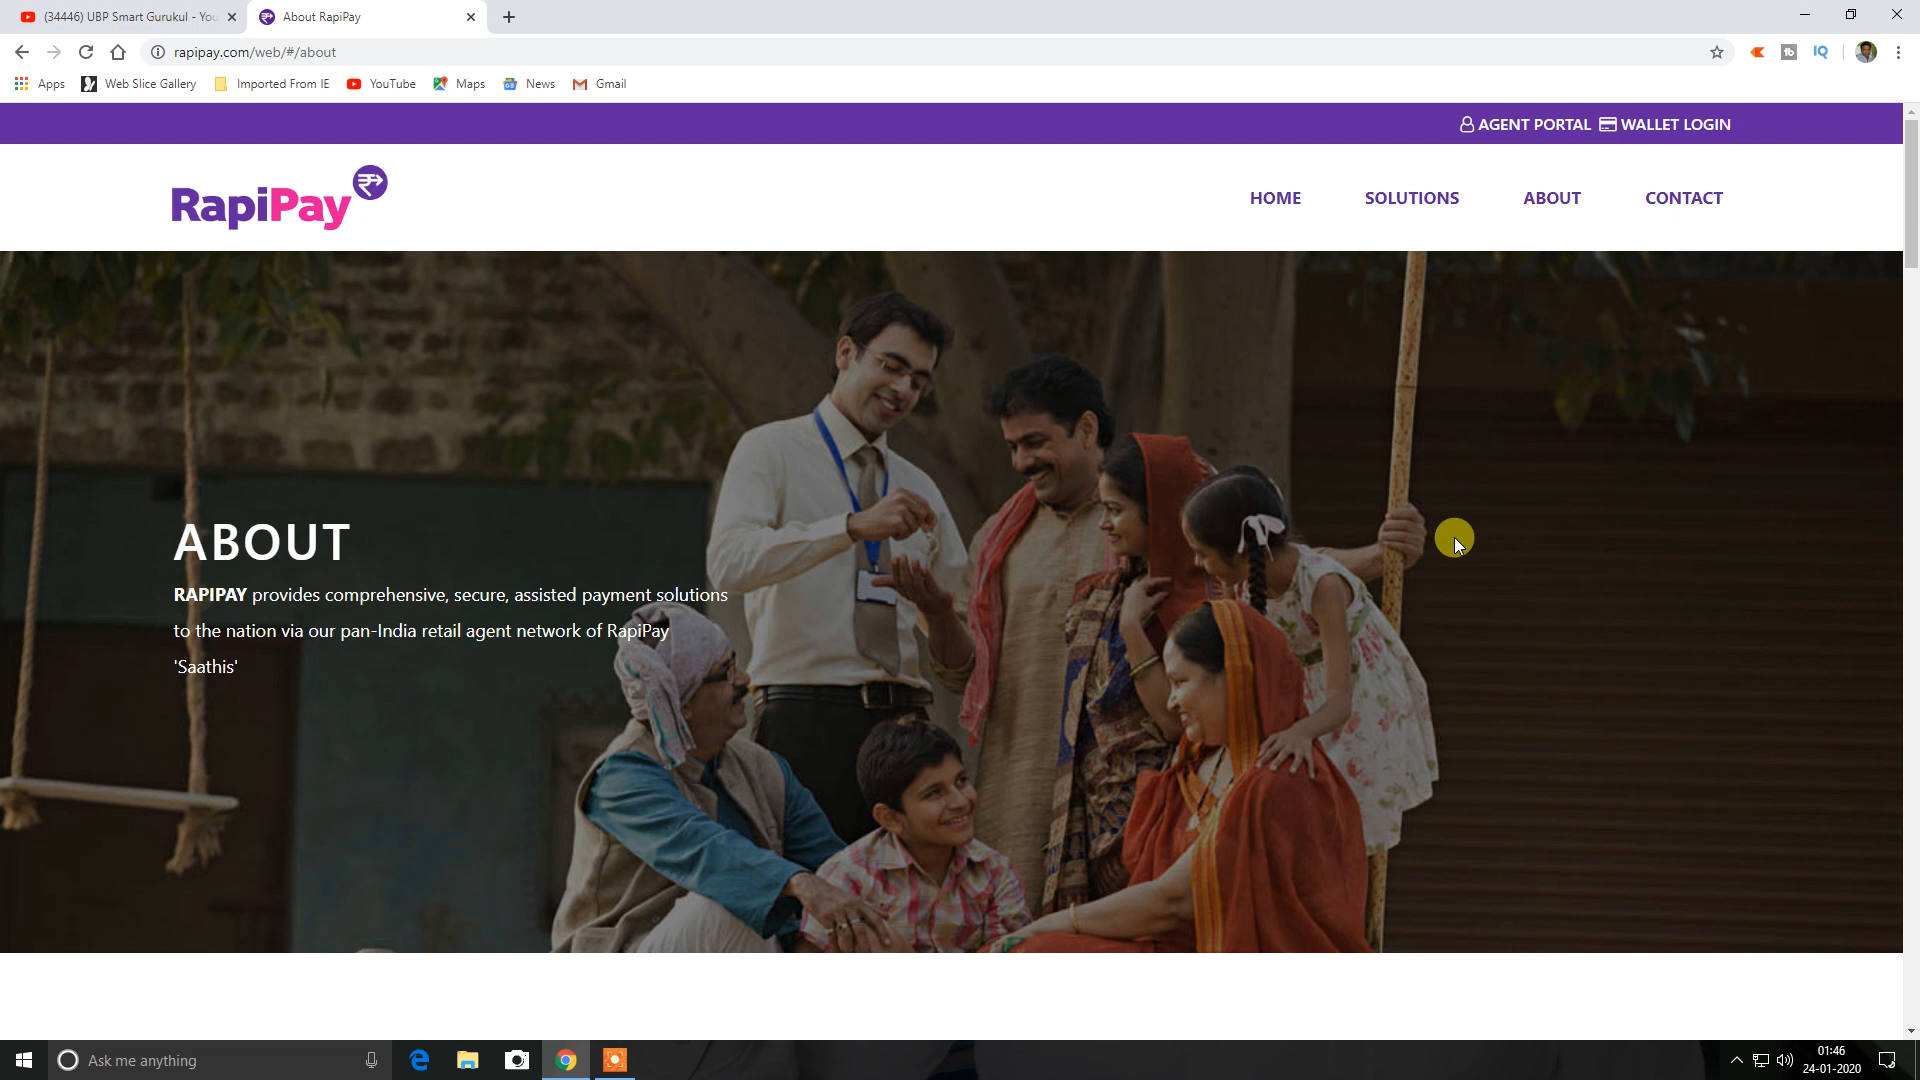 (34446) UBP Smart Gurukul - You
About RapiPay
rapipay.com/web/#/about
Apps
Web Slice Gallery
Imported From IE
YouTube
Maps
News
Gmail
AGENT PORTAL
WALLET LOGIN
RapiPay
HOME
SOLUTIONS
ABOUT
CONTACT
ABOUT
RAPIPAY provides comprehensive, secure, assisted payment solutions
to the nation via our pan-India retail agent network of RapiPay
'Saathis'
Ask me anything
01:46
24-01-2020